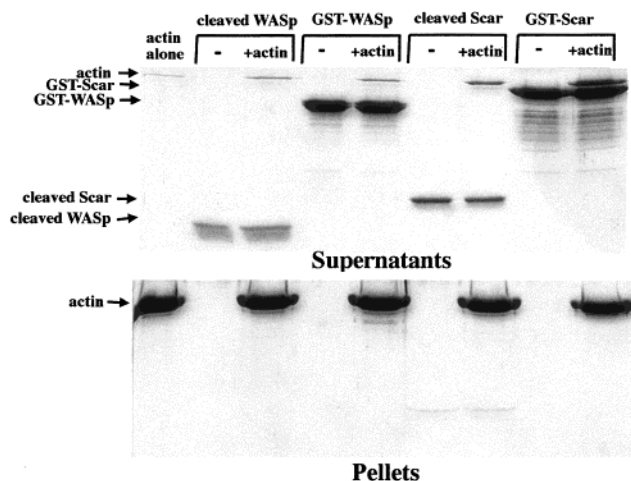 cleaved WASp GST-WASp cleaved Scar GST-Scar
actin alone - +actin - +actin - +actin - +actin
actin
GST-Scar
GST-WASp
cleaved Scar
cleaved WASp
Supernatants
actin
Pellets